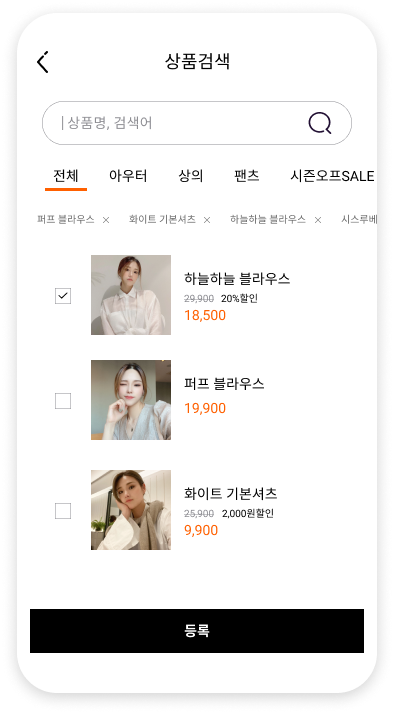 상품검색
상품명, 검색어
전체 아우터 상의 팬츠 시즌오프SALE
퍼프 블라우스 화이트 기본셔츠 하늘하늘 블라우스 시스루베
하늘하늘 블라우스
29,900 20%할인
18,500
퍼프 블라우스
19,900
화이트 기본셔츠
25,900 2,000원할인
9,900
등록